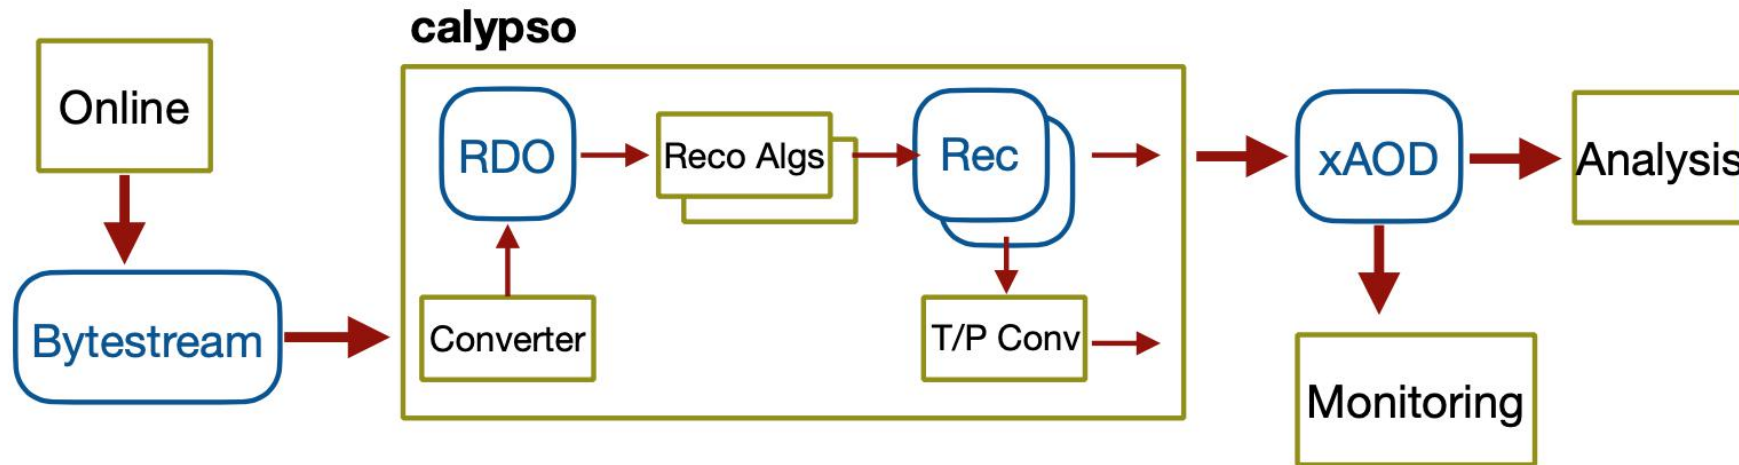 calypso
Online
RDO
Reco Algs
Rec
xAOD
Analysis
Bytestream
Converter
T/P Conv
Monitoring